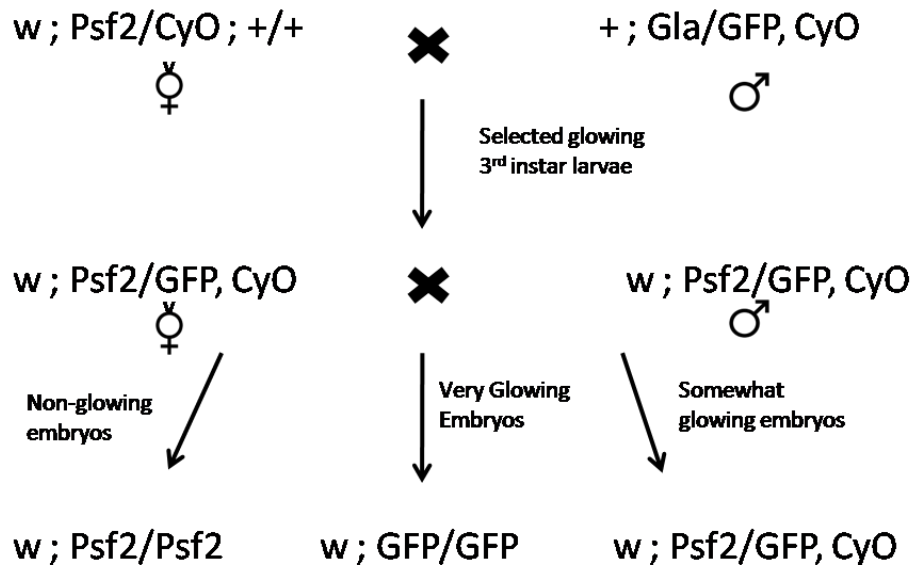 w ; Psf2/CyO ; +/+
+ ; Gla/GFP, CyO
Selected glowing
3rd instar larvae
w ; Psf2/GFP, CyO
w ; Psf2/GFP, CyO
Non-glowing
embryos
Very Glowing
Embryos
Somewhat
glowing embryos
w ; Psf2/Psf2
w ; GFP/GFP
w ; Psf2/GFP, CyO